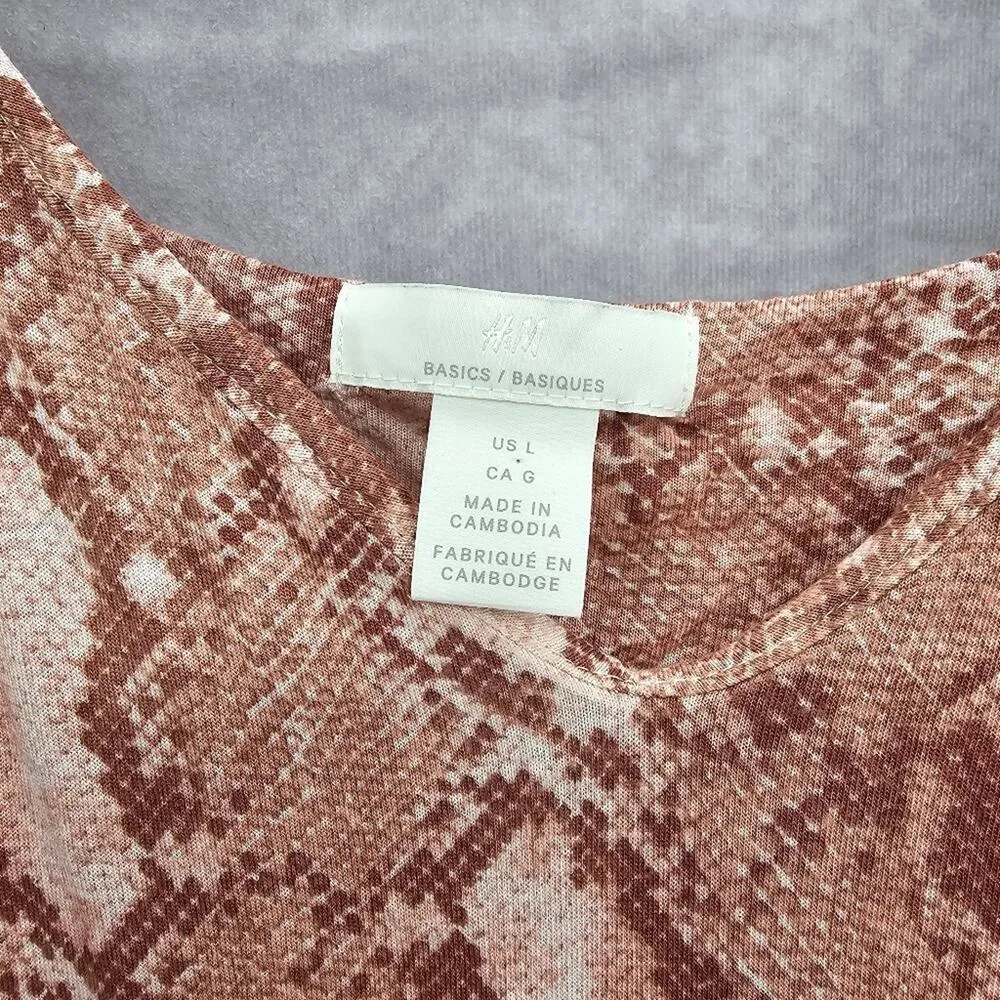 H&M
BASICS / BASIQUES
US L
CA G
MADE IN
CAMBODIA
FABRIQUÉ EN
CAMBODGE